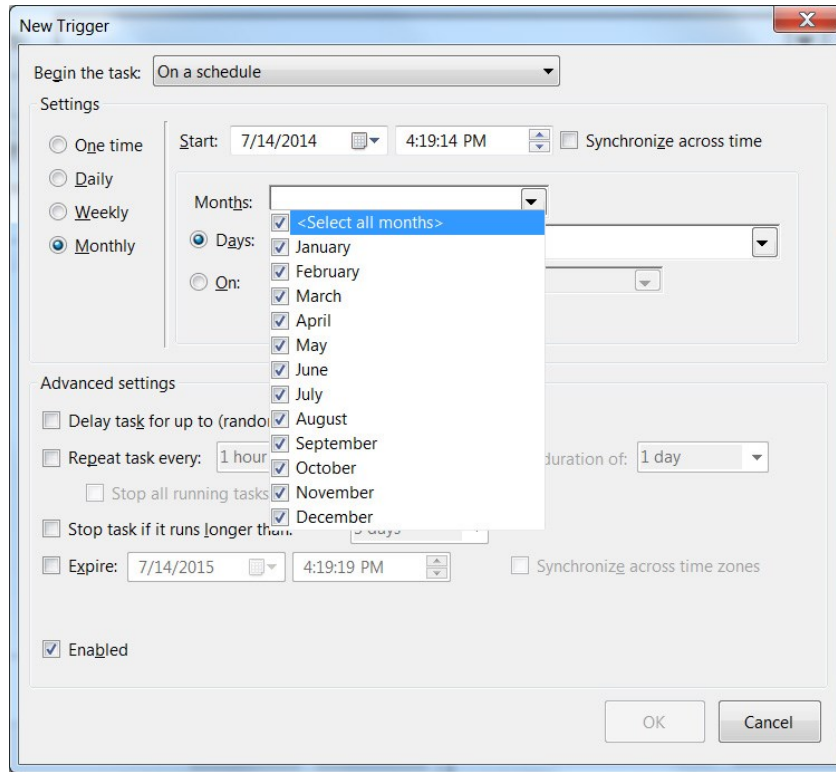 New Trigger
Begin the task: On a schedule
Settings
One time
Start: 7/14/2014 4:19:14 PM Synchronize across time
Daily
Weekly
Months:
Monthly
<Select all months>
Days:
January
February
On:
March
April
May
June
July
August
September
October
November
December
Advanced settings
Delay task for up to
Repeat task every: 1 hour duration of: 1 day
Stop all running tasks
Stop task if it runs longer than: days
Expire: 7/14/2015 4:19:19 PM Synchronize across time zones
Enabled
OK Cancel